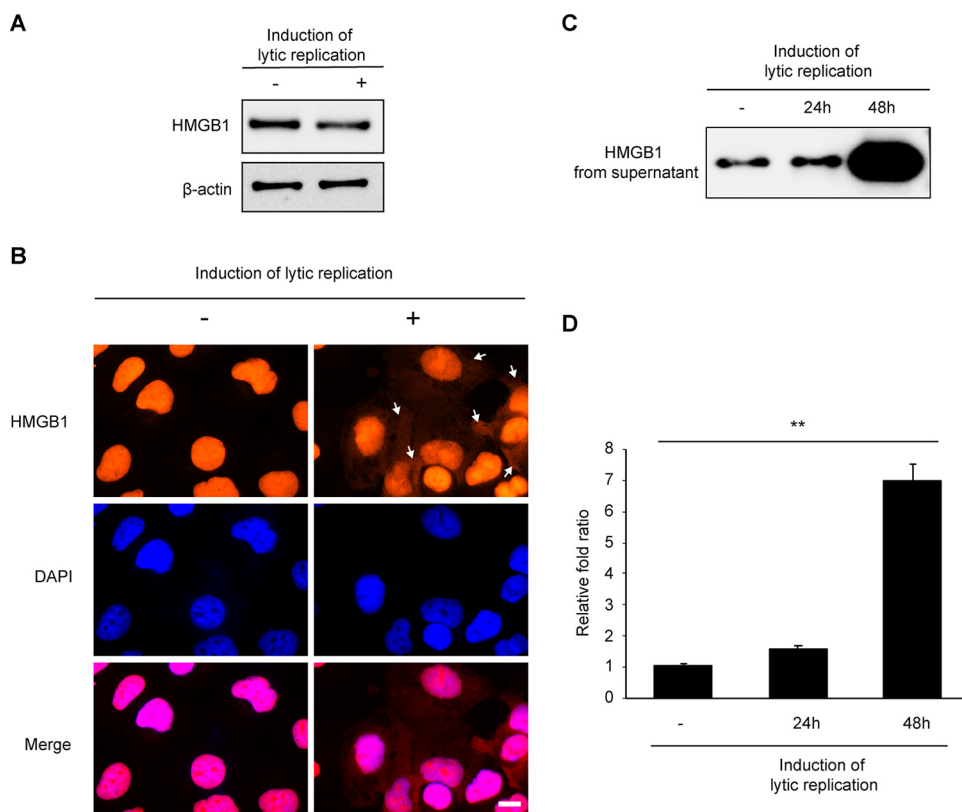 A
Induction of
lytic replication
- +
HMGB1
β-actin
B
Induction of lytic replication
- +
HMGB1
DAPI
Merge
C
Induction of
lytic replication
- 24h 48h
HMGB1
from supernatant
D
**
Relative fold ratio
8
7
6
5
4
3
2
1
0
- 24h 48h
Induction of
lytic replication